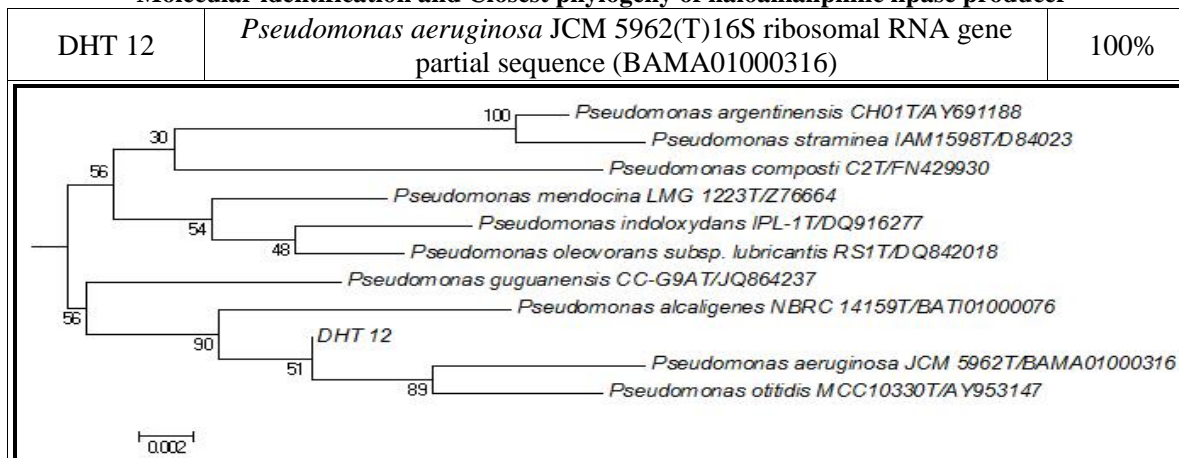 Molecular identification and Closest phylogeny of haloalkaliphilic lipase producer
DHT 12
Pseudomonas aeruginosa JCM 5962(T)16S ribosomal RNA gene
partial sequence (BAMA01000316)
100%
100
Pseudomonas argentinensis CH01T/AY691188
30
Pseudomonas straminea IAM1598T/D84023
56
Pseudomonas composti C2T/FN429930
Pseudomonas mendocina LMG 1223T/Z76664
54
Pseudomonas indoloxydans IPL-1T/DQ916277
48
Pseudomonas oleovorans subsp. lubricantis RS1T/DQ842018
Pseudomonas guguanensis CC-G9AT/JQ864237
56
Pseudomonas alcaligenes NBRC 14159T/BATI01000076
90
DHT 12
51
Pseudomonas aeruginosa JCM 5962T/BAMA01000316
89
Pseudomonas otitidis MCC10330T/AY953147
0.002